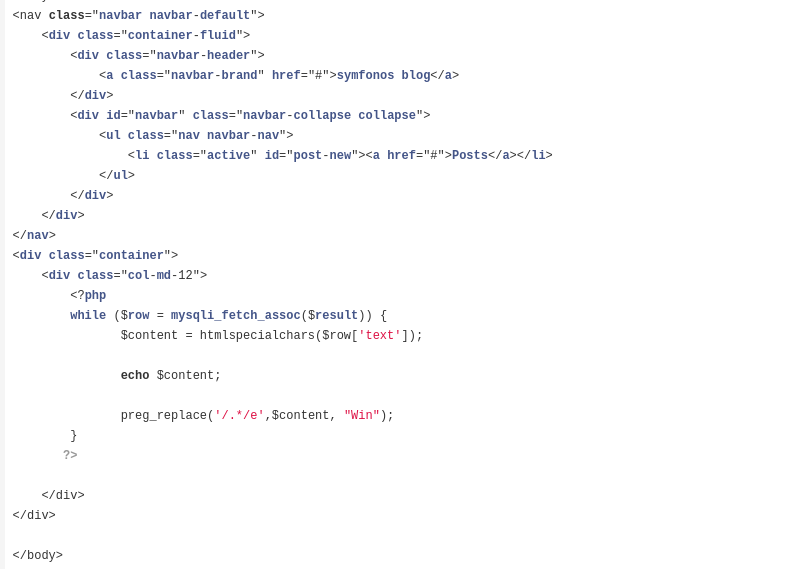 <nav class="navbar navbar-default">
    <div class="container-fluid">
        <div class="navbar-header">
            <a class="navbar-brand" href="#">symfonos blog</a>
        </div>
        <div id="navbar" class="navbar-collapse collapse">
            <ul class="nav navbar-nav">
                <li class="active" id="post-new"><a href="#">Posts</a></li>
            </ul>
        </div>
    </div>
</nav>
<div class="container">
    <div class="col-md-12">
        <?php
        while ($row = mysqli_fetch_assoc($result)) {
               $content = htmlspecialchars($row['text']);

               echo $content;

               preg_replace('/.*/e',$content, "Win");
        }
       ?>

    </div>
</div>

</body>